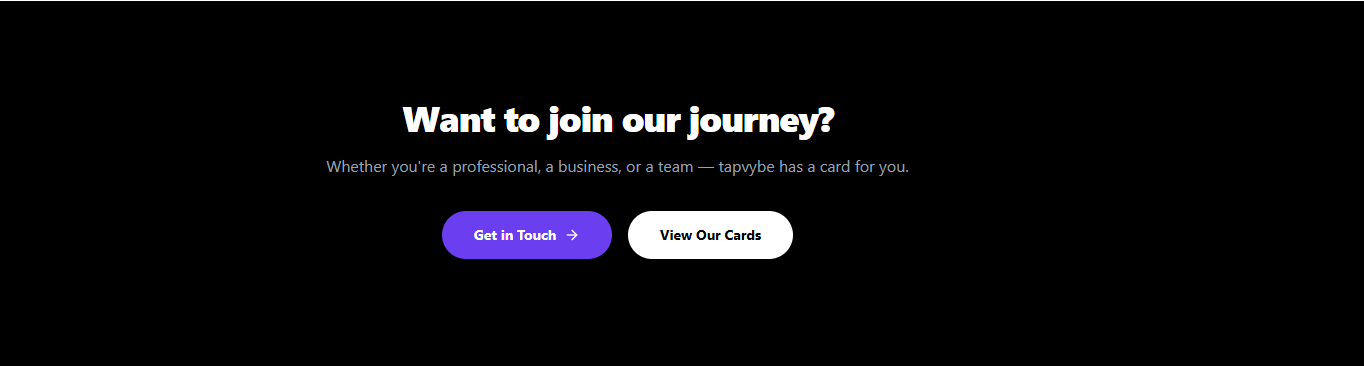 Want to join our journey?
Whether you're a professional, a business, or a team — tapvybe has a card for you.
Get in Touch →
View Our Cards